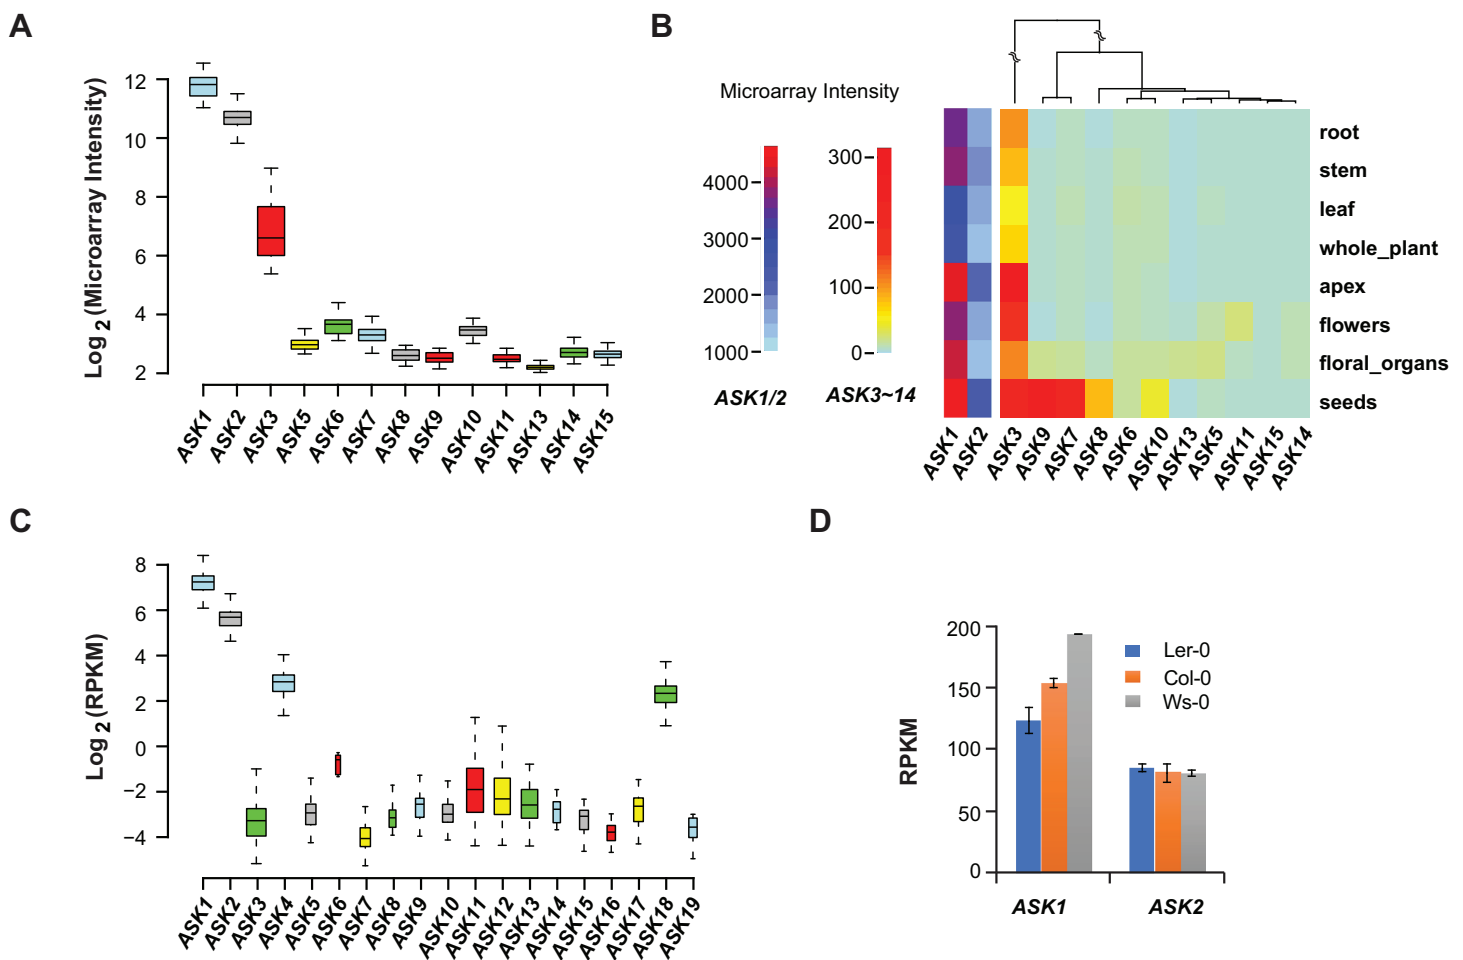 A
Log2(Microarray Intensity)
12
10
8
6
4
2
ASK1 ASK2 ASK3 ASK5 ASK6 ASK7 ASK8 ASK9 ASK10 ASK11 ASK13 ASK14 ASK15
B
Microarray Intensity
4000
3000
2000
1000
ASK1/2
300
200
100
0
ASK3~14
root
stem
leaf
whole_plant
apex
flowers
floral_organs
seeds
ASK1 ASK2 ASK3 ASK9 ASK7 ASK8 ASK6 ASK10 ASK13 ASK5 ASK11 ASK15 ASK14
C
Log2(RPKM)
8
6
4
2
0
−2
−4
ASK1 ASK2 ASK3 ASK4 ASK5 ASK6 ASK7 ASK8 ASK9 ASK10 ASK11 ASK12 ASK13 ASK14 ASK15 ASK16 ASK17 ASK18 ASK19
D
RPKM
200
150
100
50
0
Ler-0
Col-0
Ws-0
ASK1 ASK2